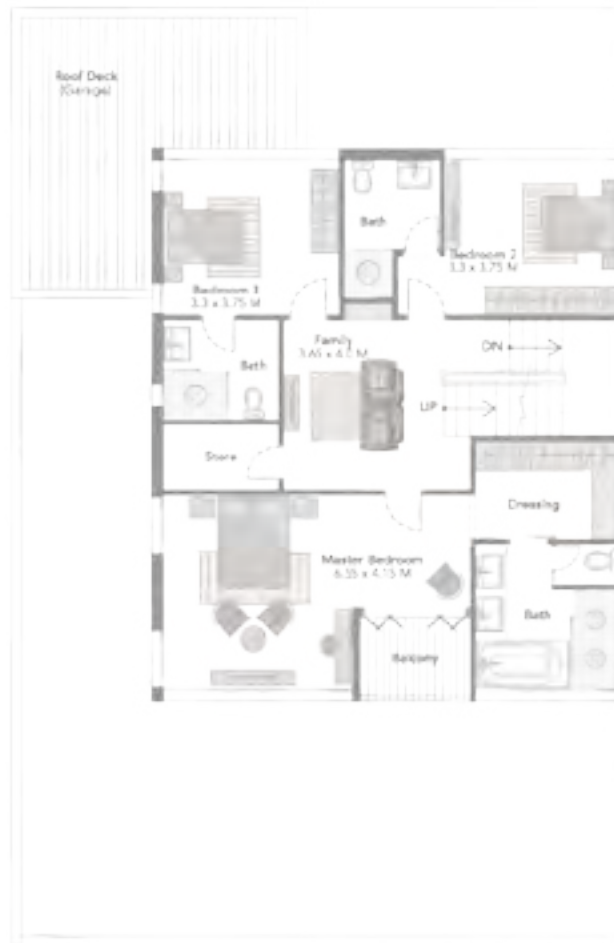 Roof Deck
(Garage)
Bath
Bedroom 1
3.3 x 3.75 M
Bedroom 2
3.3 x 3.75 M
Family
DN
Bath
UP
Store
Dressing
Master Bedroom
6.55 x 4.15 M
Bath
Balcony